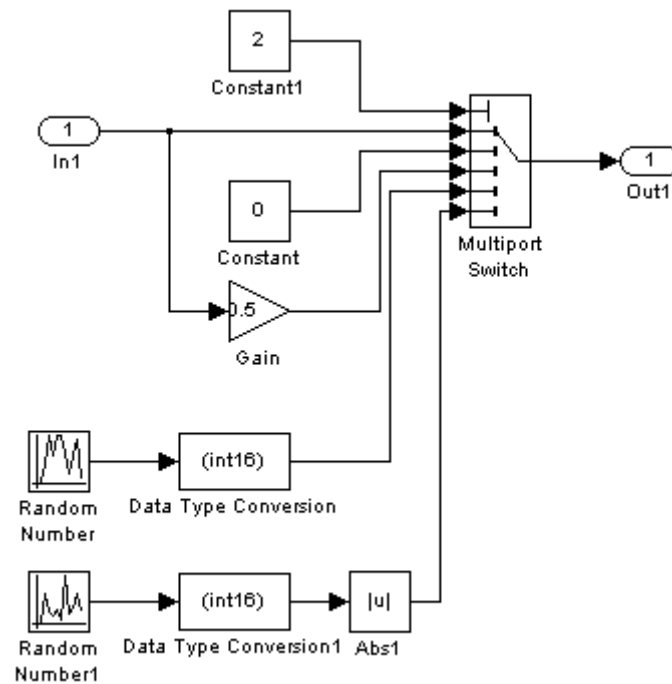 2
Constant1
1
In1
1
Out1
0
Constant
Multiport
Switch
0.5
Gain
(int16)
Random
Number
Data Type Conversion
(int16)
|u|
Random
Number1
Data Type Conversion1
Abs1